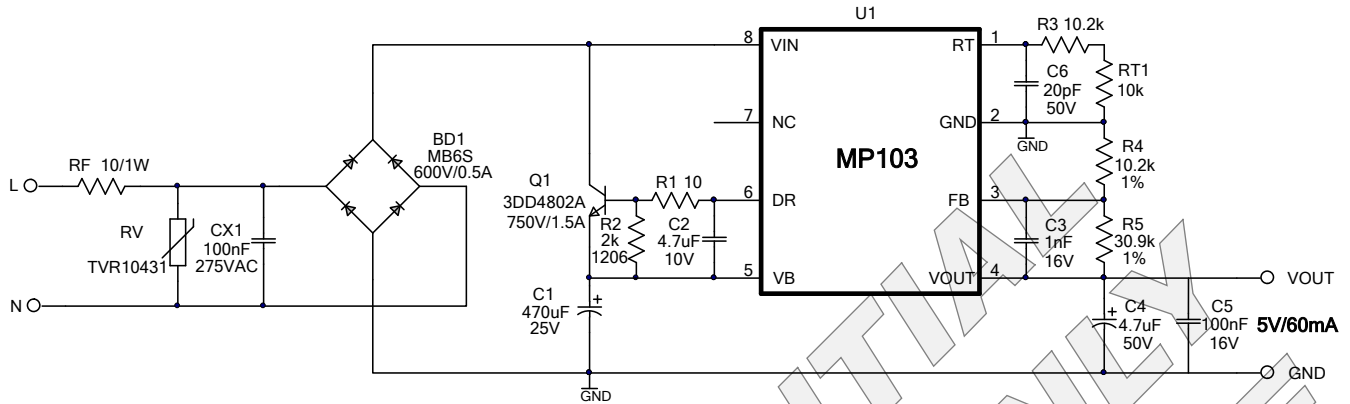 U1
8 VIN
RT 1
R3 10.2k
C6
20pF
50V
RT1
10k
7 NC
GND 2
GND
MP103
BD1
MB6S
600V/0.5A
RF 10/1W
L
R4
10.2k
1%
Q1
3DD4802A
750V/1.5A
R1 10
6 DR
FB 3
RV
TVR10431
CX1
100nF
275VAC
R2
2k
1206
C2
4.7uF
10V
C3
1nF
16V
R5
30.9k
1%
5 VB
VOUT 4
VOUT
N
C1
470uF
25V
+
C4
4.7uF
50V
+
C5
100nF
16V
5V/60mA
GND
GND
NTIAL
NLY